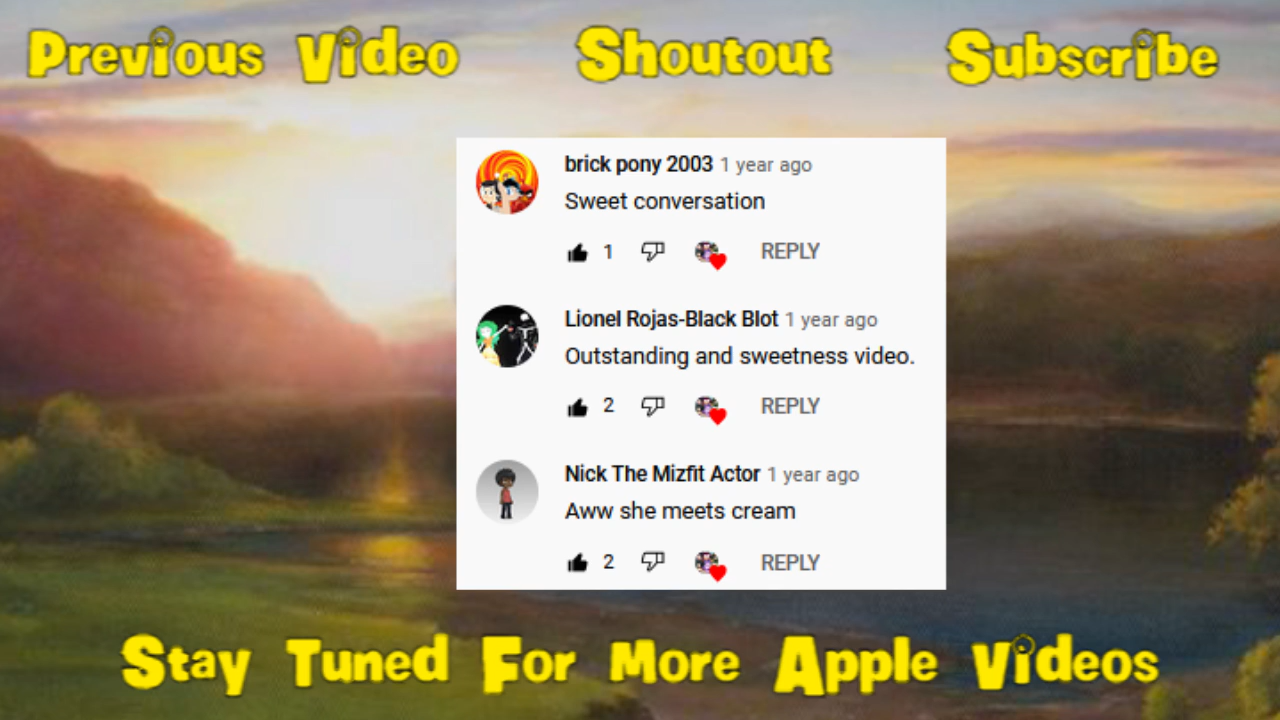 Previous Video Shoutout Subscribe
brick pony 2003 1 year ago
Sweet conversation
1 REPLY
Lionel Rojas-Black Blot 1 year ago
Outstanding and sweetness video.
2 REPLY
Nick The Mizfit Actor 1 year ago
Aww she meets cream
2 REPLY
Stay Tuned For More Apple Videos